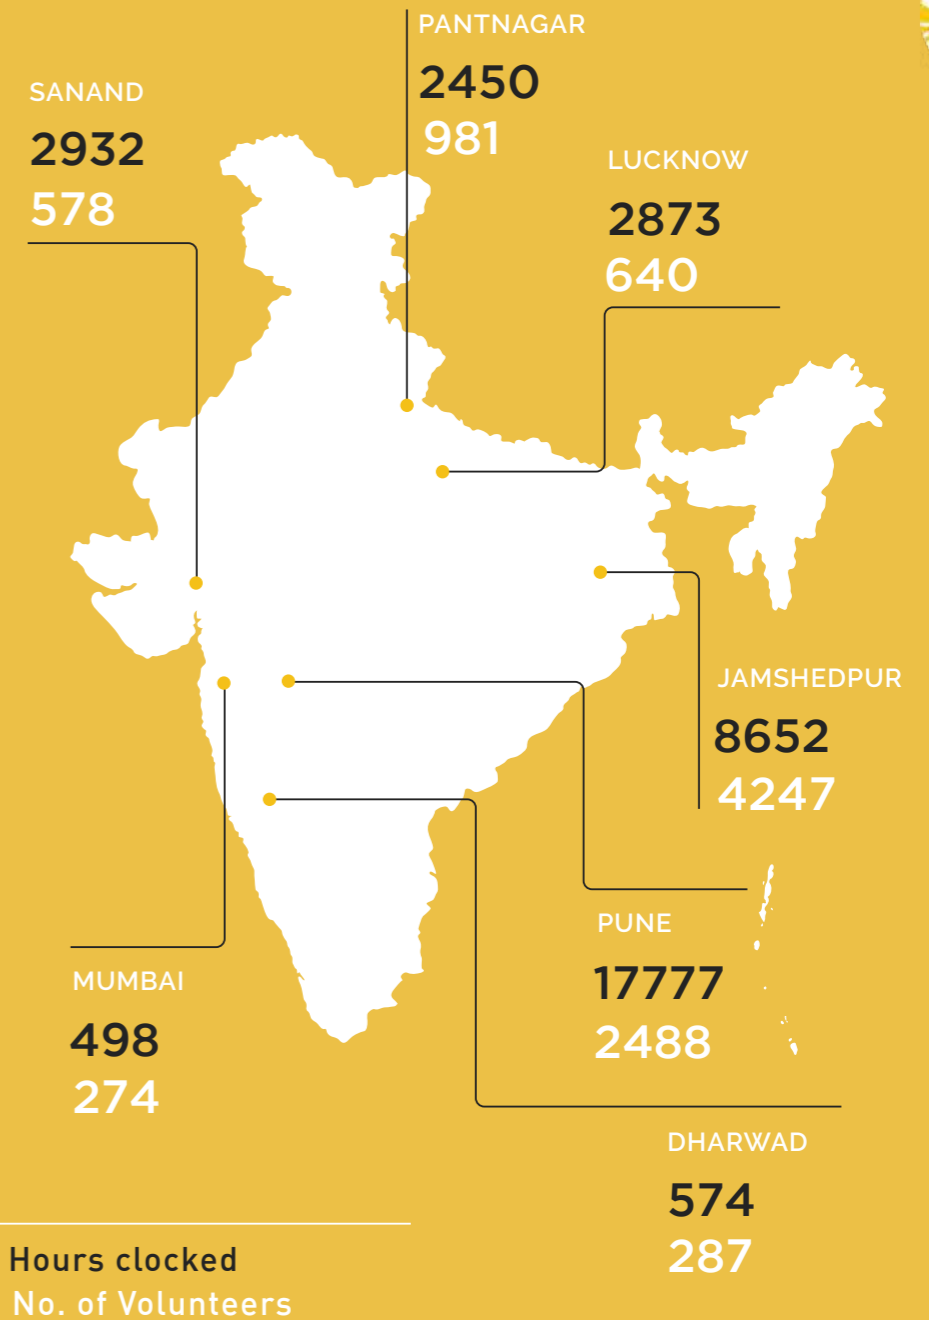 PANTNAGAR
2450
981
SANAND
2932
578
LUCKNOW
2873
640
JAMSHEDPUR
8652
4247
PUNE
17777
2488
MUMBAI
498
274
DHARWAD
574
287
Hours clocked
No. of Volunteers